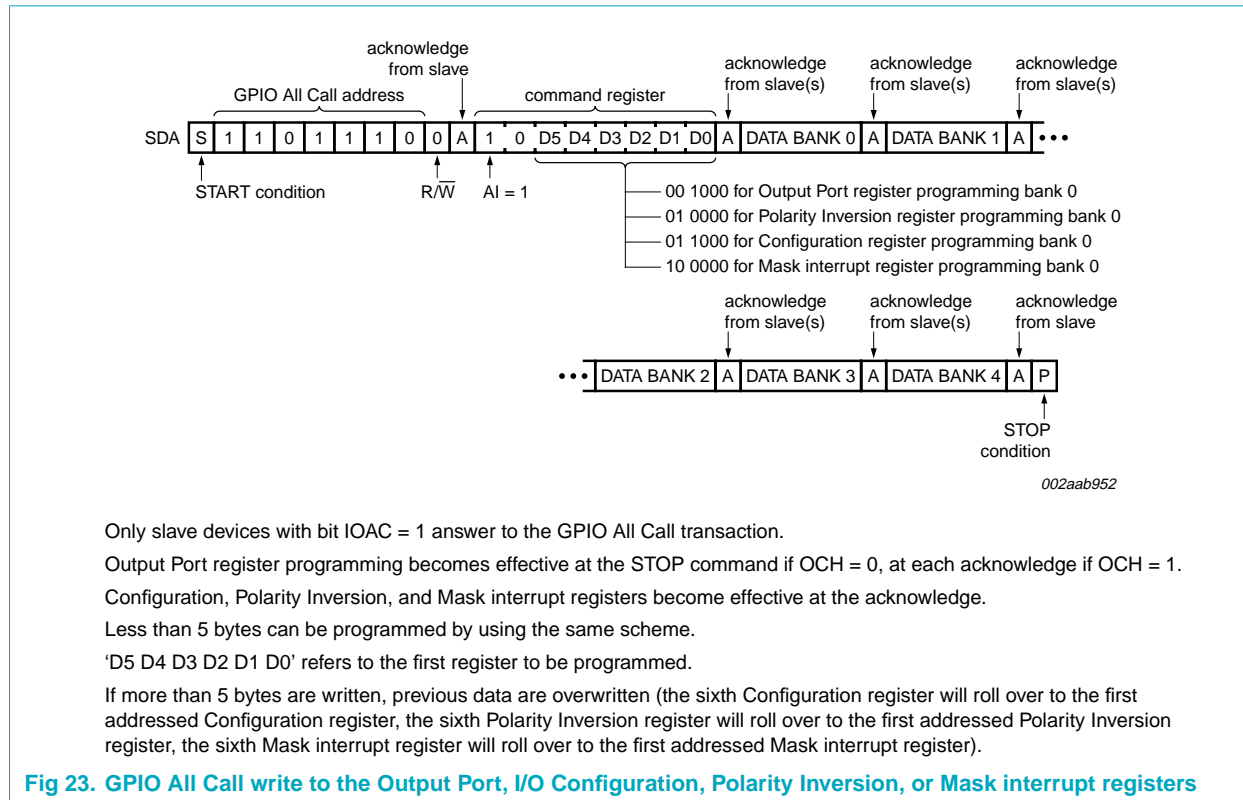 acknowledge
from slave
acknowledge
from slave(s)
acknowledge
from slave(s)
acknowledge
from slave(s)
GPIO All Call address
command register
SDA S 1 1 0 1 1 1 0 0 A 1 0 D5 D4 D3 D2 D1 D0 A DATA BANK 0 A DATA BANK 1 A •••
START condition
R/W̅
AI = 1
00 1000 for Output Port register programming bank 0
01 0000 for Polarity Inversion register programming bank 0
01 1000 for Configuration register programming bank 0
10 0000 for Mask interrupt register programming bank 0
acknowledge
from slave(s)
acknowledge
from slave(s)
acknowledge
from slave
••• DATA BANK 2 A DATA BANK 3 A DATA BANK 4 A P
STOP
condition
002aab952
Only slave devices with bit IOAC = 1 answer to the GPIO All Call transaction.
Output Port register programming becomes effective at the STOP command if OCH = 0, at each acknowledge if OCH = 1.
Configuration, Polarity Inversion, and Mask interrupt registers become effective at the acknowledge.
Less than 5 bytes can be programmed by using the same scheme.
‘D5 D4 D3 D2 D1 D0’ refers to the first register to be programmed.
If more than 5 bytes are written, previous data are overwritten (the sixth Configuration register will roll over to the first
addressed Configuration register, the sixth Polarity Inversion register will roll over to the first addressed Polarity Inversion
register, the sixth Mask interrupt register will roll over to the first addressed Mask interrupt register).
Fig 23. GPIO All Call write to the Output Port, I/O Configuration, Polarity Inversion, or Mask interrupt registers